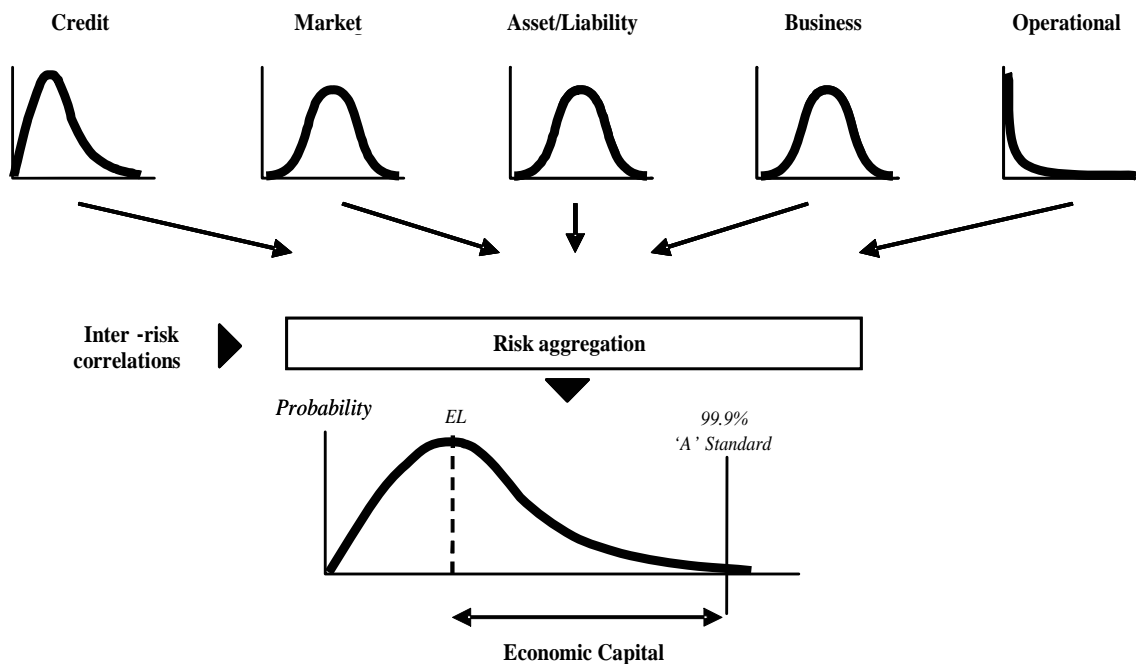 Credit
Market
Asset/Liability
Business
Operational
Inter -risk
correlations
Risk aggregation
Probability
EL
99.9%
‘A’ Standard
Economic Capital